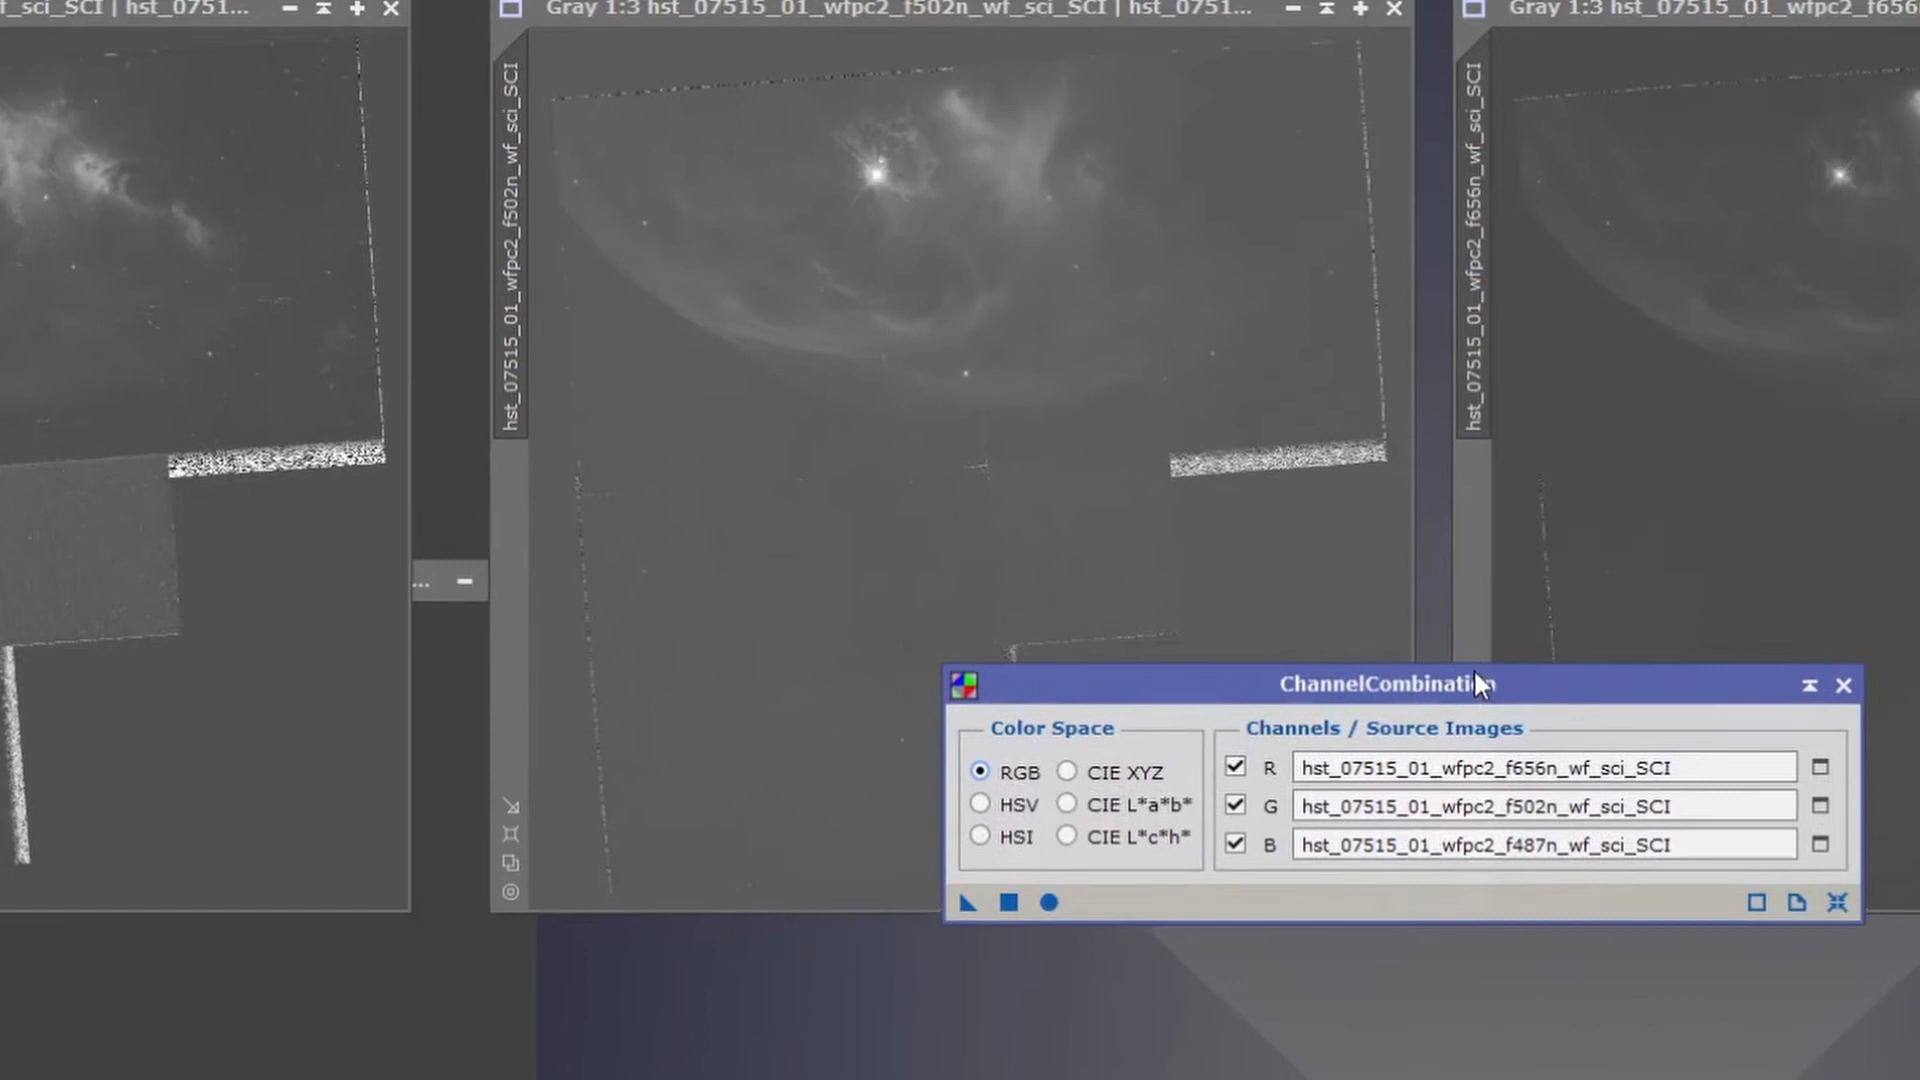 f_sci_SCI | hst_0751...
Gray 1:3 hst_07515_01_wfpc2_f502n_wf_sci_SCI | hst_0751...
Gray 1:3 hst_07515_01_wfpc2_f656
hst_07515_01_wfpc2_f502n_wf_sci_SCI
hst_07515_01_wfpc2_f656n_wf_sci_SCI
...
ChannelCombination
Color Space
RGB
CIE XYZ
HSV
CIE L*a*b*
HSI
CIE L*c*h*
Channels / Source Images
R hst_07515_01_wfpc2_f656n_wf_sci_SCI
G hst_07515_01_wfpc2_f502n_wf_sci_SCI
B hst_07515_01_wfpc2_f487n_wf_sci_SCI